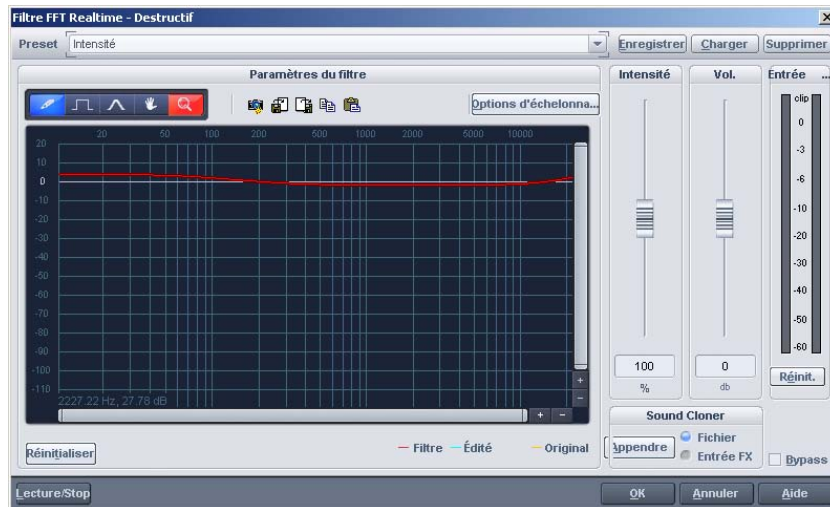 Filtre FFT Realtime - Destructif
Preset Intensité Enregistrer Charger Supprimer
Paramètres du filtre
Intensité Vol. Entrée ...
Options d'échelonna...
20 50 100 200 500 1000 2000 5000 10000
20
10
0
-10
-20
-30
-40
-50
-60
-70
-80
-90
-100
-110
2227.22 Hz, 27.78 dB
+ -
+ -
clip
0
-3
-6
-10
-20
-30
-40
-50
-60
100 0
% db
Réinit.
Réinitialiser
Filtre Édité Original
Sound Cloner
Appendre Fichier
Entrée FX
Bypass
Lecture/Stop OK Annuler Aide